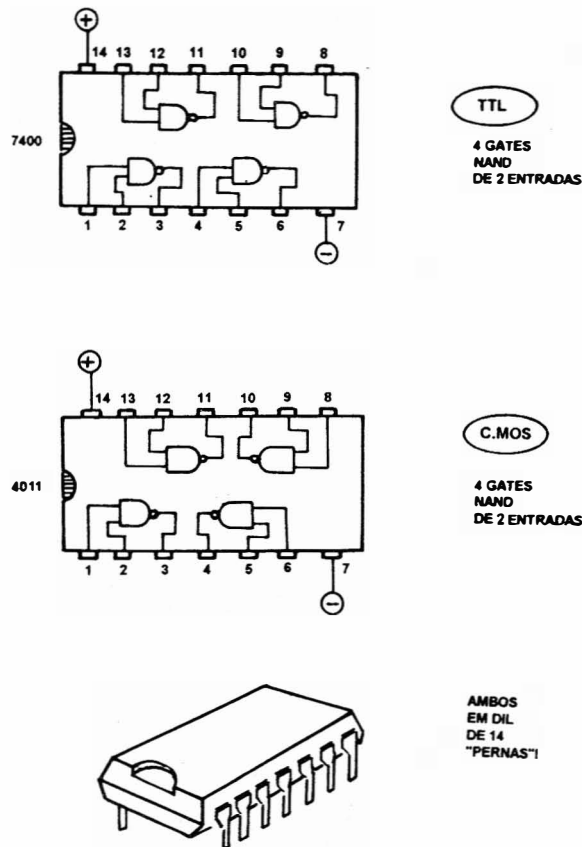 +
14 13 12 11 10 9 8
7400
1 2 3 4 5 6 7
−
TTL
4 GATES
NAND
DE 2 ENTRADAS
+
14 13 12 11 10 9 8
4011
1 2 3 4 5 6 7
−
C.MOS
4 GATES
NAND
DE 2 ENTRADAS
AMBOS
EM DIL
DE 14
"PERNAS"!